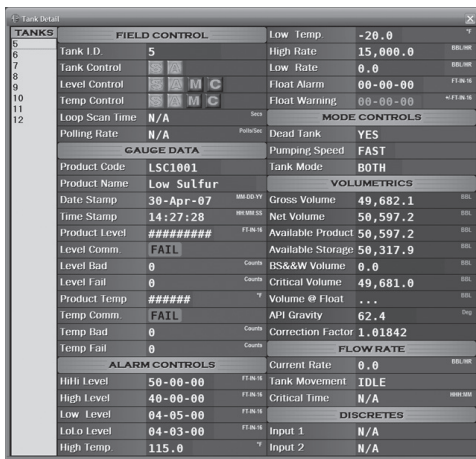 Tank Detail
TANKS
5
6
7
8
9
10
11
12
FIELD CONTROL
Tank I.D. 5
Tank Control S A
Level Control S A M C
Temp Control S A M C
Loop Scan Time N/A Secs
Polling Rate N/A Polls/Sec
GAUGE DATA
Product Code LSC1001
Product Name Low Sulfur
Date Stamp 30-Apr-07 MM-DD-YY
Time Stamp 14:27:28 HH:MM:SS
Product Level ######### FT-IN-16
Level Comm. FAIL
Level Bad 0 Counts
Level Fail 0 Counts
Product Temp ###### °F
Temp Comm. FAIL
Temp Bad 0 Counts
Temp Fail 0 Counts
ALARM CONTROLS
HiHi Level 50-00-00 FT-IN-16
High Level 40-00-00 FT-IN-16
Low Level 04-05-00 FT-IN-16
LoLo Level 04-03-00 FT-IN-16
High Temp. 115.0 °F
Low Temp. -20.0 °F
High Rate 15,000.0 BBL/HR
Low Rate 0.0 BBL/HR
Float Alarm 00-00-00 FT-IN-16
Float Warning 00-00-00 +/-FT-IN-16
MODE CONTROLS
Dead Tank YES
Pumping Speed FAST
Tank Mode BOTH
VOLUMETRICS
Gross Volume 49,682.1 BBL
Net Volume 50,597.2 BBL
Available Product 50,597.2 BBL
Available Storage 50,317.9 BBL
BS&&W Volume 0.0 BBL
Critical Volume 49,681.0 BBL
Volume @ Float ... BBL
API Gravity 62.4 Deg
Correction Factor 1.01842
FLOW RATE
Current Rate 0.0 BBL/HR
Tank Movement IDLE
Critical Time N/A HHH:MM
DISCRETES
Input 1 N/A
Input 2 N/A